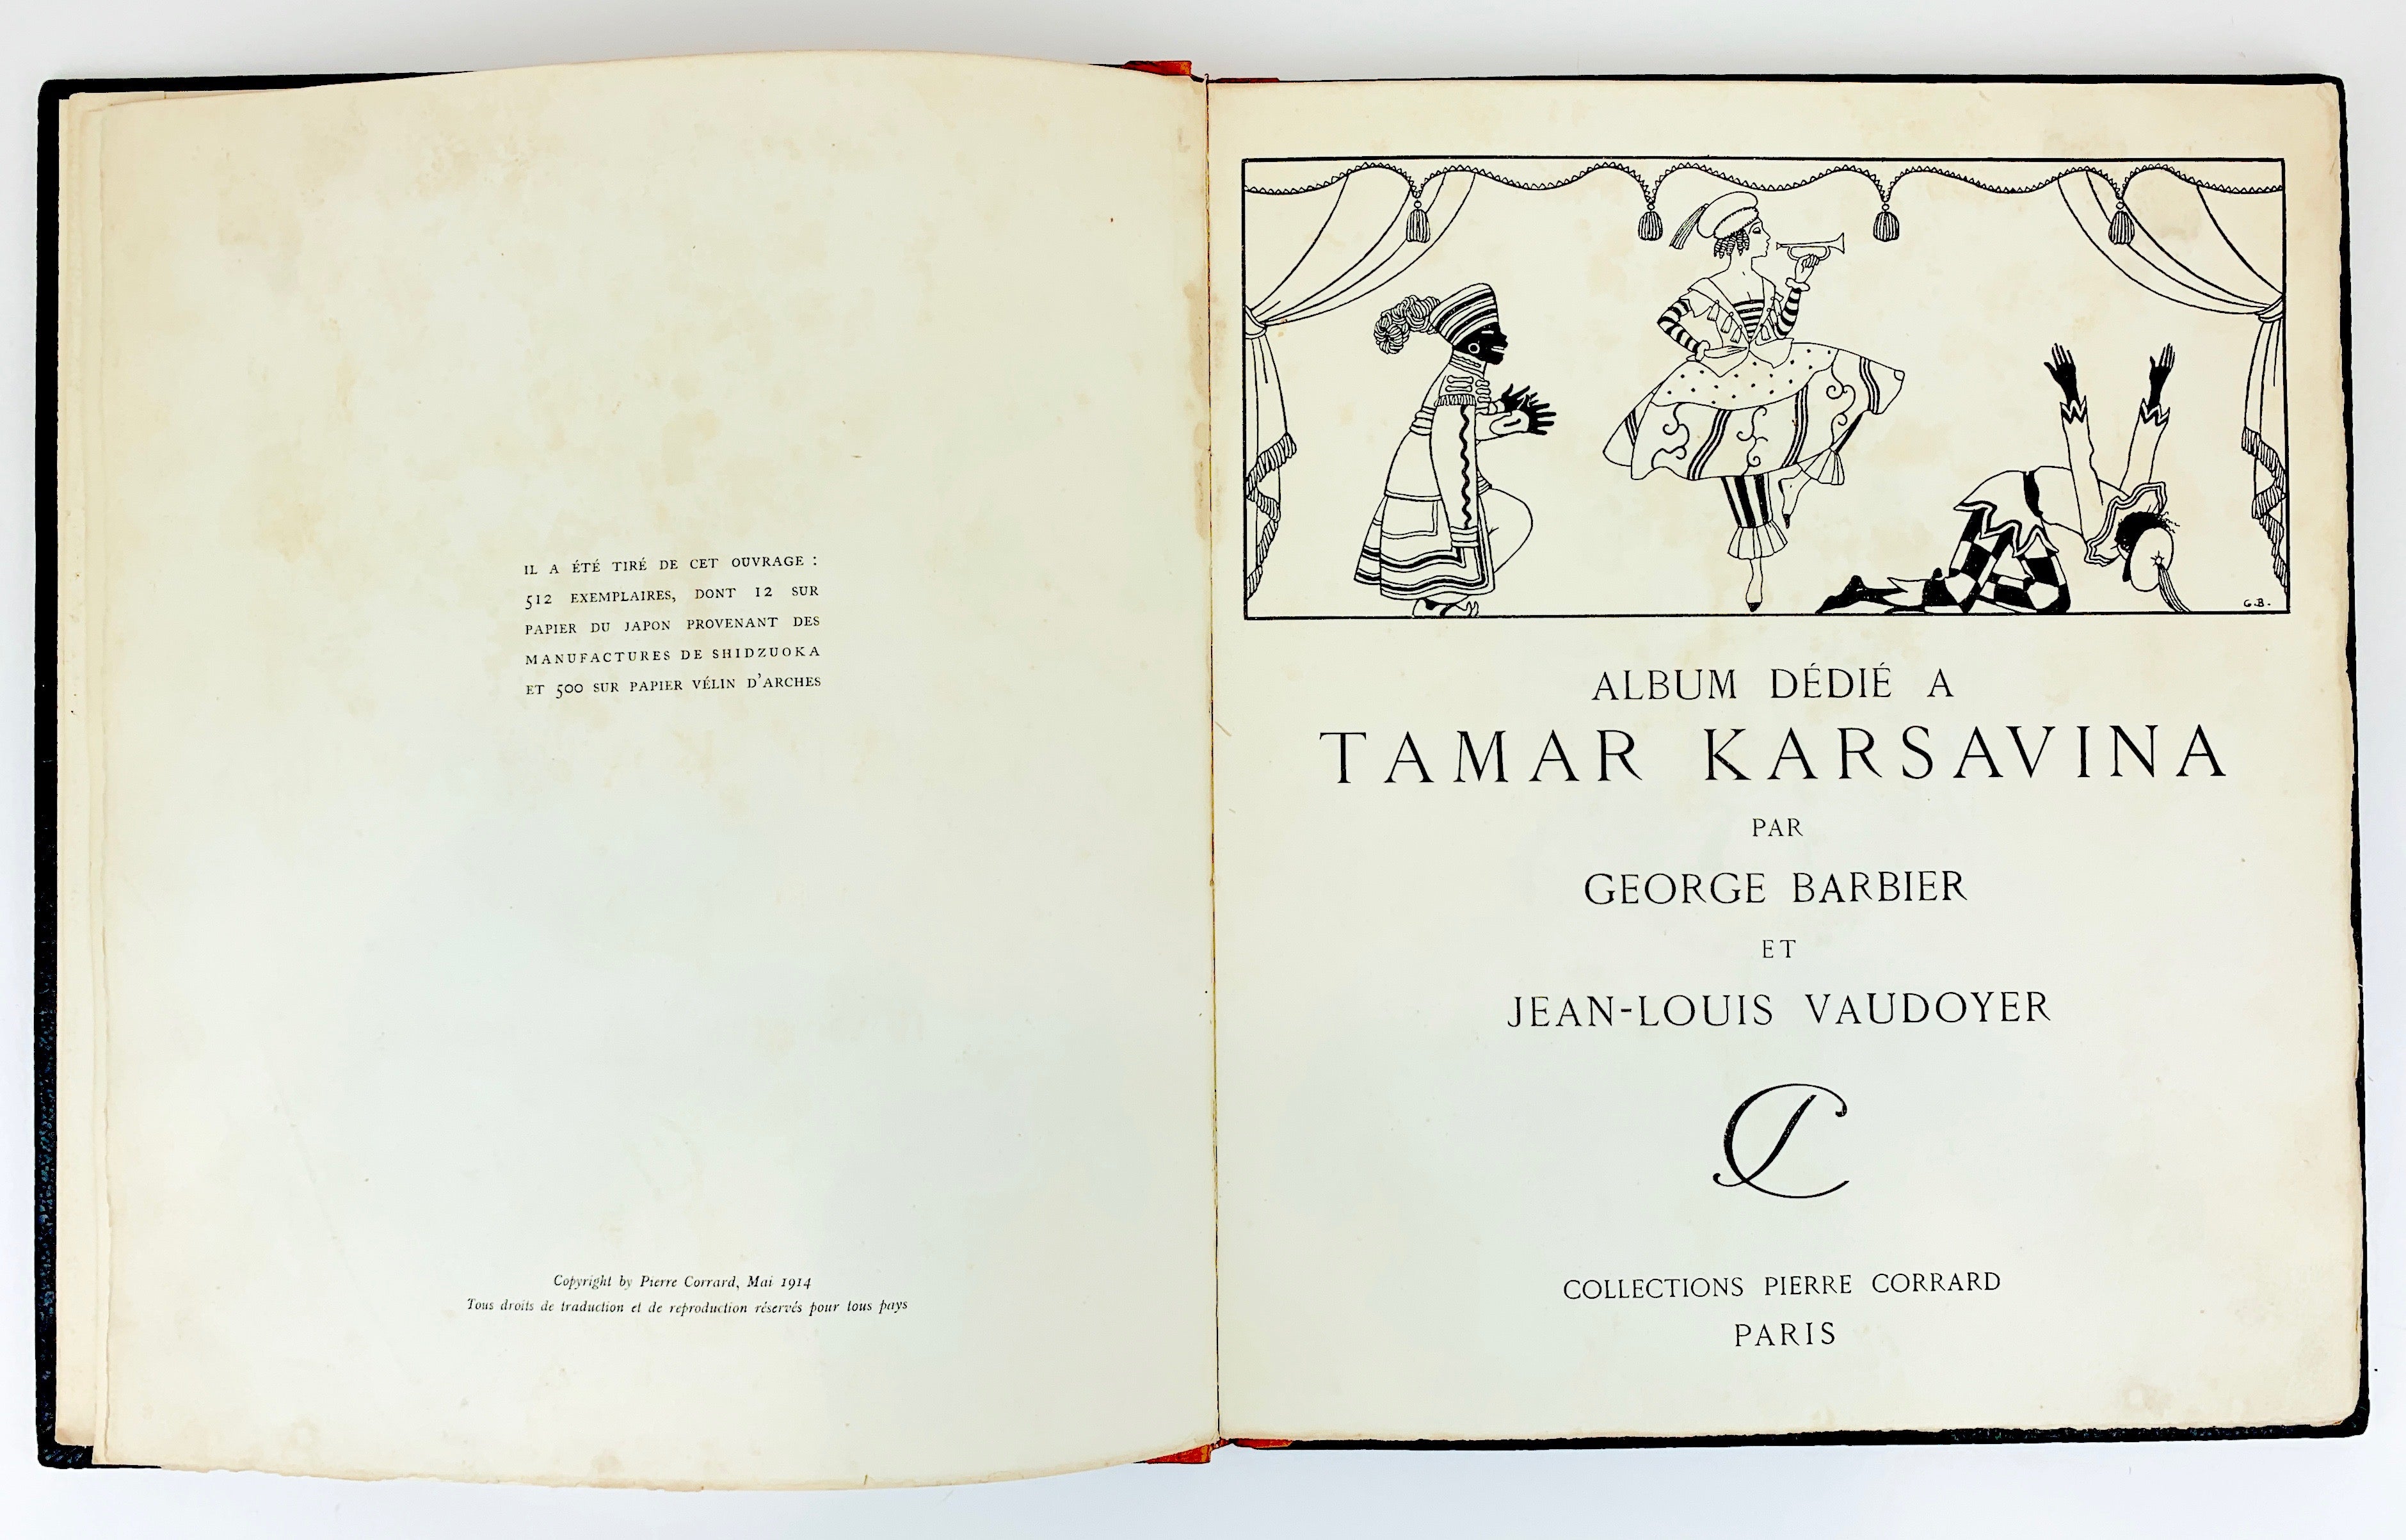 IL A ÉTÉ TIRÉ DE CET OUVRAGE :
512 EXEMPLAIRES, DONT 12 SUR
PAPIER DU JAPON PROVENANT DES
MANUFACTURES DE SHIDZUOKA
ET 500 SUR PAPIER VÉLIN D'ARCHES
Copyright by Pierre Corrard, Mai 1914
Tous droits de traduction et de reproduction réservés pour tous pays
G.B.
ALBUM DÉDIÉ A
TAMAR KARSAVINA
PAR
GEORGE BARBIER
ET
JEAN-LOUIS VAUDOYER
COLLECTIONS PIERRE CORRARD
PARIS